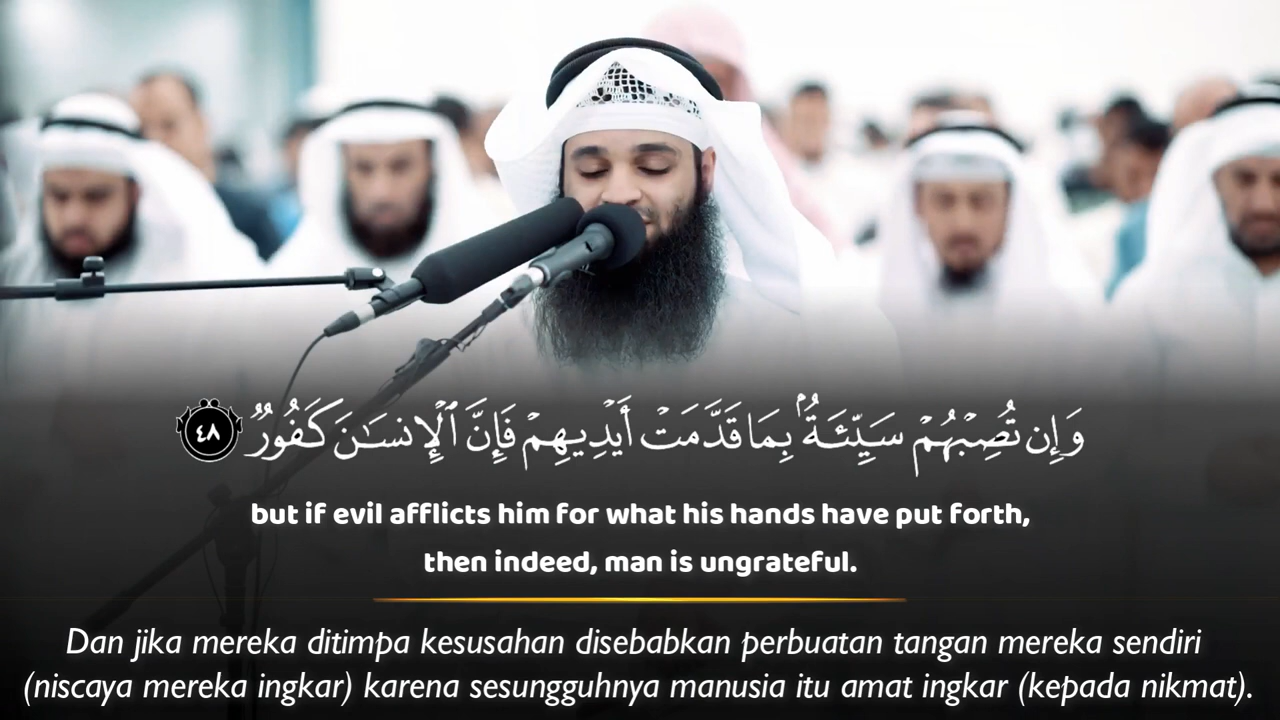 وَإِن تُصِبْهُمْ سَيِّئَةٌۢ بِمَا قَدَّمَتْ أَيْدِيهِمْ فَإِنَّ ٱلْإِنسَـٰنَ كَفُورٌ ٤٨
but if evil afflicts him for what his hands have put forth,
then indeed, man is ungrateful.
Dan jika mereka ditimpa kesusahan disebabkan perbuatan tangan mereka sendiri
(niscaya mereka ingkar) karena sesungguhnya manusia itu amat ingkar (kepada nikmat).